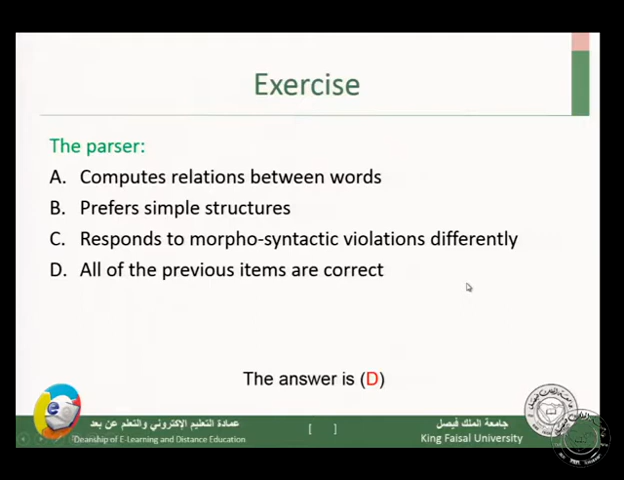 Exercise
The parser:
A. Computes relations between words
B. Prefers simple structures
C. Responds to morpho-syntactic violations differently
D. All of the previous items are correct
The answer is (D)
عمادة التعليم الإلكتروني والتعلم عن بعد
Deanship of E-Learning and Distance Education
[ ]
جامعة الملك فيصل
King Faisal University